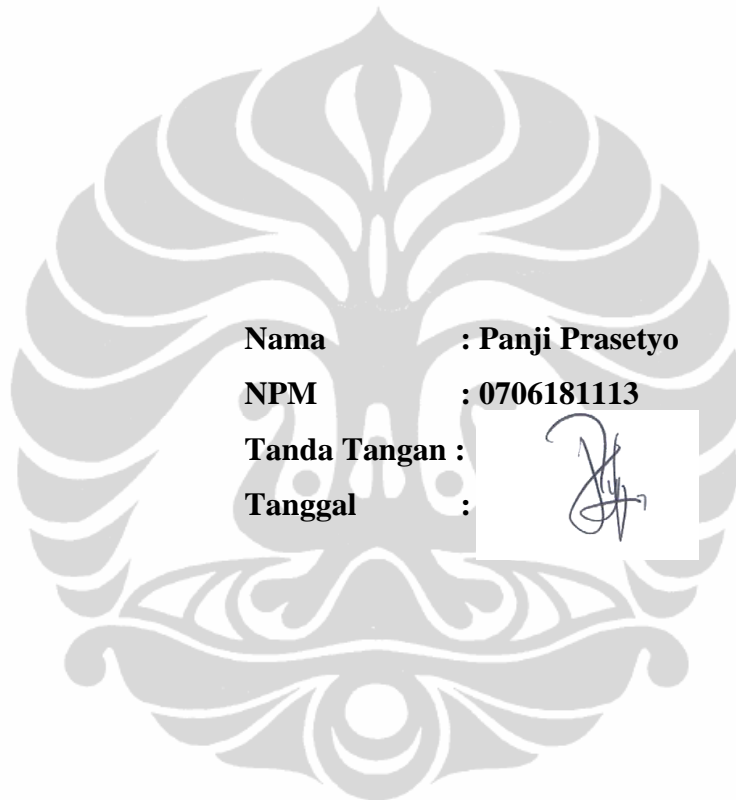 Nama : Panji Prasetyo
NPM : 0706181113
Tanda Tangan :
Tanggal :